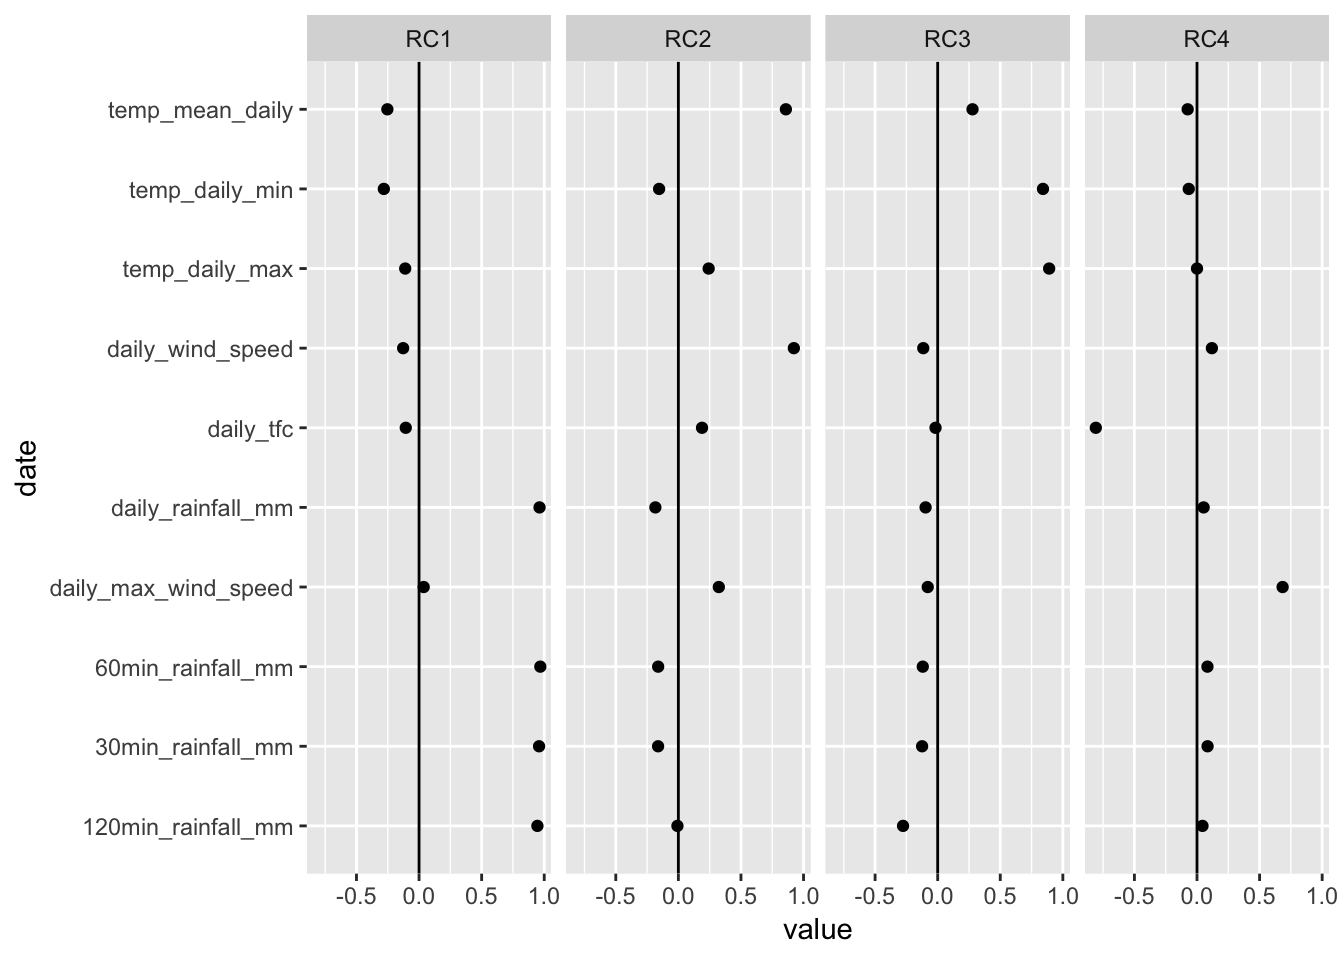 RC1 RC2 RC3 RC4
temp_mean_daily
temp_daily_min
temp_daily_max
daily_wind_speed
daily_tfc
date
daily_rainfall_mm
daily_max_wind_speed
60min_rainfall_mm
30min_rainfall_mm
120min_rainfall_mm
-0.5 0.0 0.5 1.0 -0.5 0.0 0.5 1.0 -0.5 0.0 0.5 1.0 -0.5 0.0 0.5 1.0
value